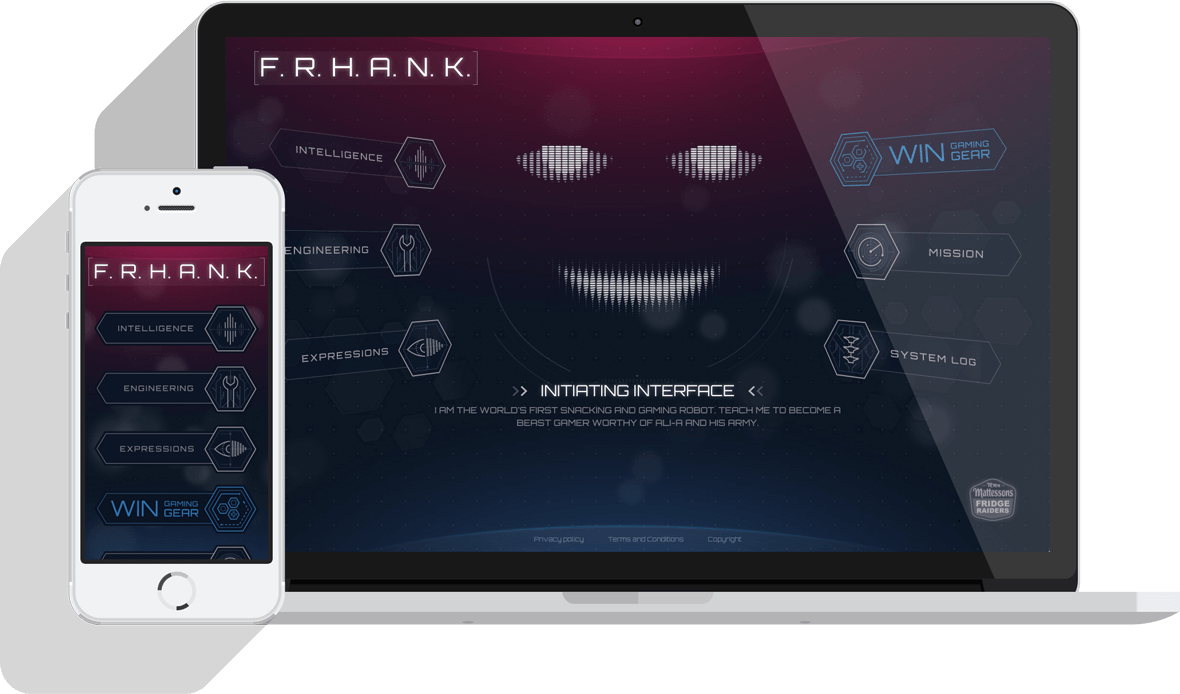 F. R. H. A. N. K.
INTELLIGENCE
ENGINEERING
EXPRESSIONS
WIN GAMING GEAR
MISSION
SYSTEM LOG
>> INITIATING INTERFACE <<
I AM THE WORLD'S FIRST SNACKING AND GAMING ROBOT. TEACH ME TO BECOME A
BEAST GAMER WORTHY OF ALI-A AND HIS ARMY.
Mattessons
FRIDGE
RAIDERS
Privacy policy
Terms and Conditions
Copyright
F. R. H. A. N. K.
INTELLIGENCE
ENGINEERING
EXPRESSIONS
WIN GAMING GEAR